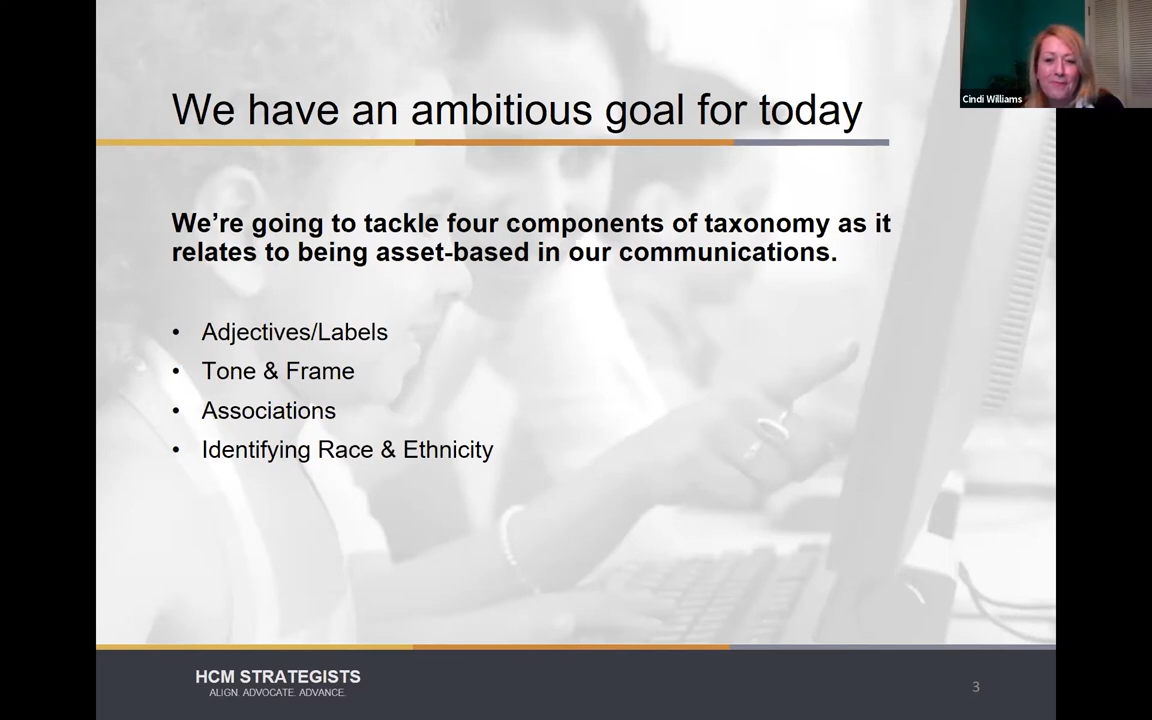 We have an ambitious goal for today
Cindi Williams
We're going to tackle four components of taxonomy as it
relates to being asset-based in our communications.
• Adjectives/Labels
• Tone & Frame
• Associations
• Identifying Race & Ethnicity
HCM STRATEGISTS
ALIGN. ADVOCATE. ADVANCE.
3